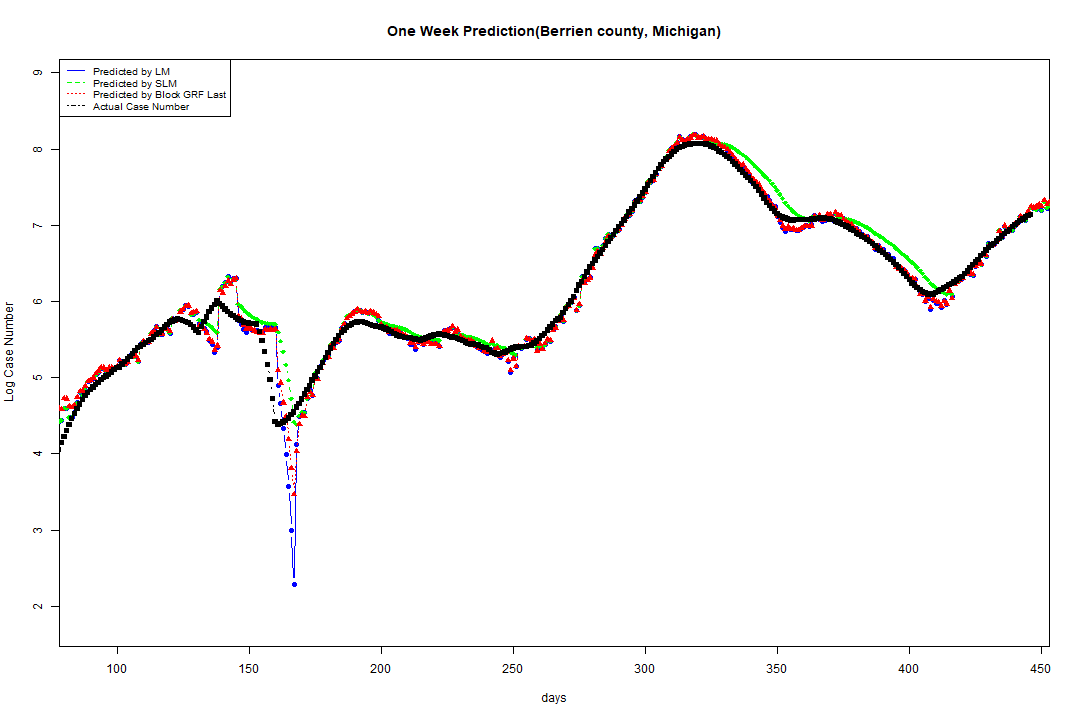 One Week Prediction(Berrien county, Michigan)
Predicted by LM
Predicted by SLM
Predicted by Block GRF Last
Actual Case Number
Log Case Number
9
8
7
6
5
4
3
2
100 150 200 250 300 350 400 450
days